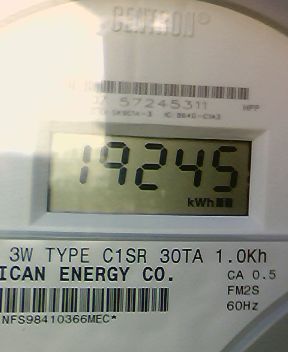 CENTRON®
57245311
19245
kWh
3W TYPE C1SR 30TA 1.0Kh
ICAN ENERGY CO.
CA 0.5
FM2S
60Hz
NFS98410366MEC*